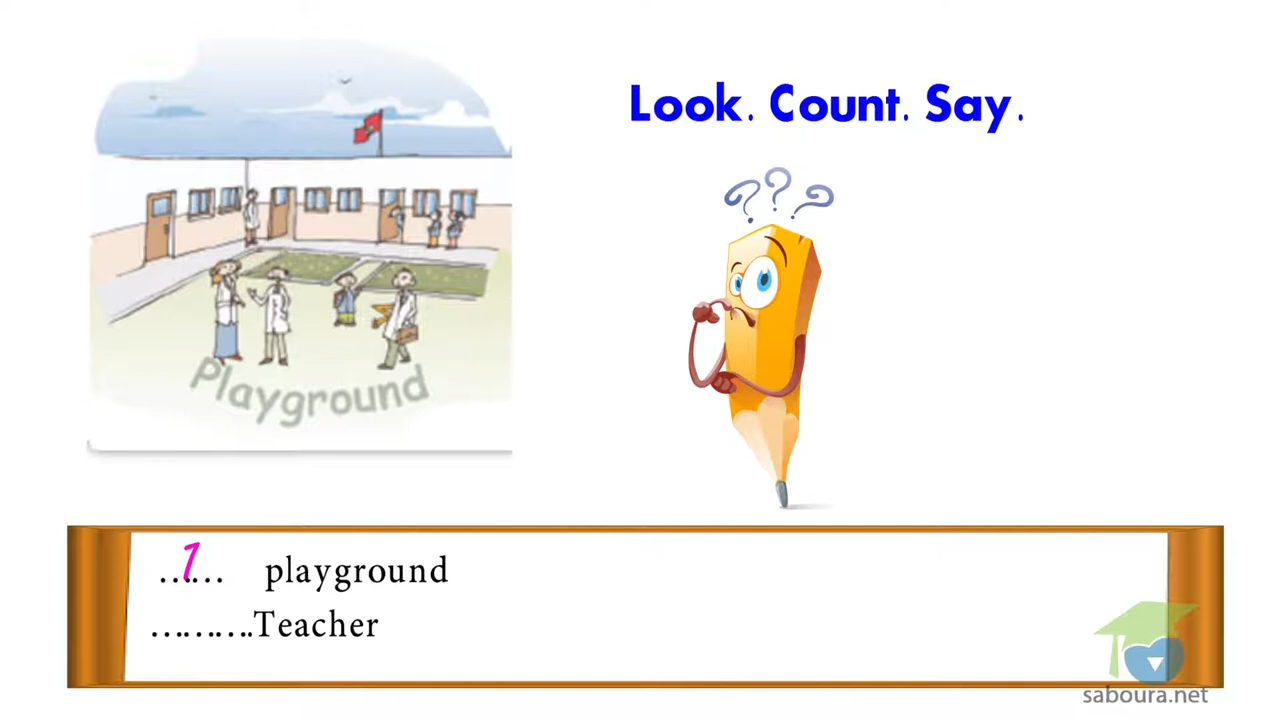 Look. Count. Say.
? ? ?
Playground
...1... playground
..........Teacher
saboura.net